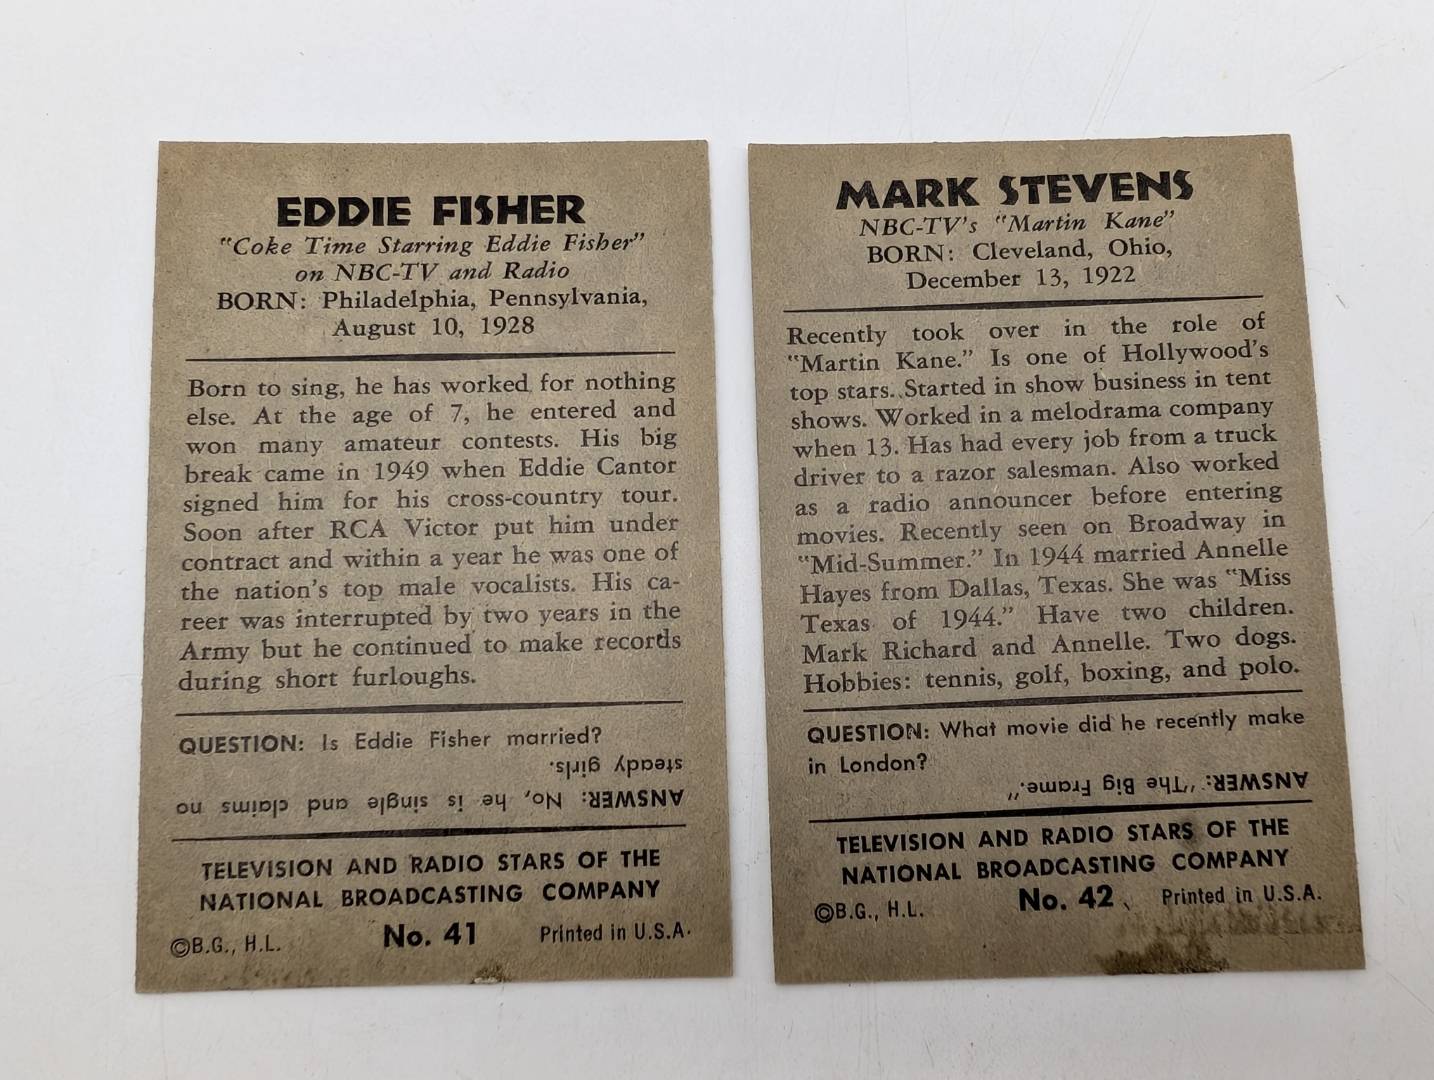 EDDIE FISHER
"Coke Time Starring Eddie Fisher"
on NBC-TV and Radio
BORN: Philadelphia, Pennsylvania,
August 10, 1928
Born to sing, he has worked for nothing
else. At the age of 7, he entered and
won many amateur contests. His big
break came in 1949 when Eddie Cantor
signed him for his cross-country tour.
Soon after RCA Victor put him under
contract and within a year he was one of
the nation's top male vocalists. His ca-
reer was interrupted by two years in the
Army but he continued to make records
during short furloughs.
QUESTION: Is Eddie Fisher married?
ANSWER: No, he is single and claims no
steady girls.
TELEVISION AND RADIO STARS OF THE
NATIONAL BROADCASTING COMPANY
©B.G., H.L. No. 41 Printed in U.S.A.
MARK STEVENS
NBC-TV's "Martin Kane"
BORN: Cleveland, Ohio,
December 13, 1922
Recently took over in the role of
"Martin Kane." Is one of Hollywood's
top stars. Started in show business in tent
shows. Worked in a melodrama company
when 13. Has had every job from a truck
driver to a razor salesman. Also worked
as a radio announcer before entering
movies. Recently seen on Broadway in
"Mid-Summer." In 1944 married Annelle
Hayes from Dallas, Texas. She was "Miss
Texas of 1944." Have two children.
Mark Richard and Annelle. Two dogs.
Hobbies: tennis, golf, boxing, and polo.
QUESTION: What movie did he recently make
in London?
ANSWER: "The Big Frame."
TELEVISION AND RADIO STARS OF THE
NATIONAL BROADCASTING COMPANY
©B.G., H.L. No. 42 Printed in U.S.A.